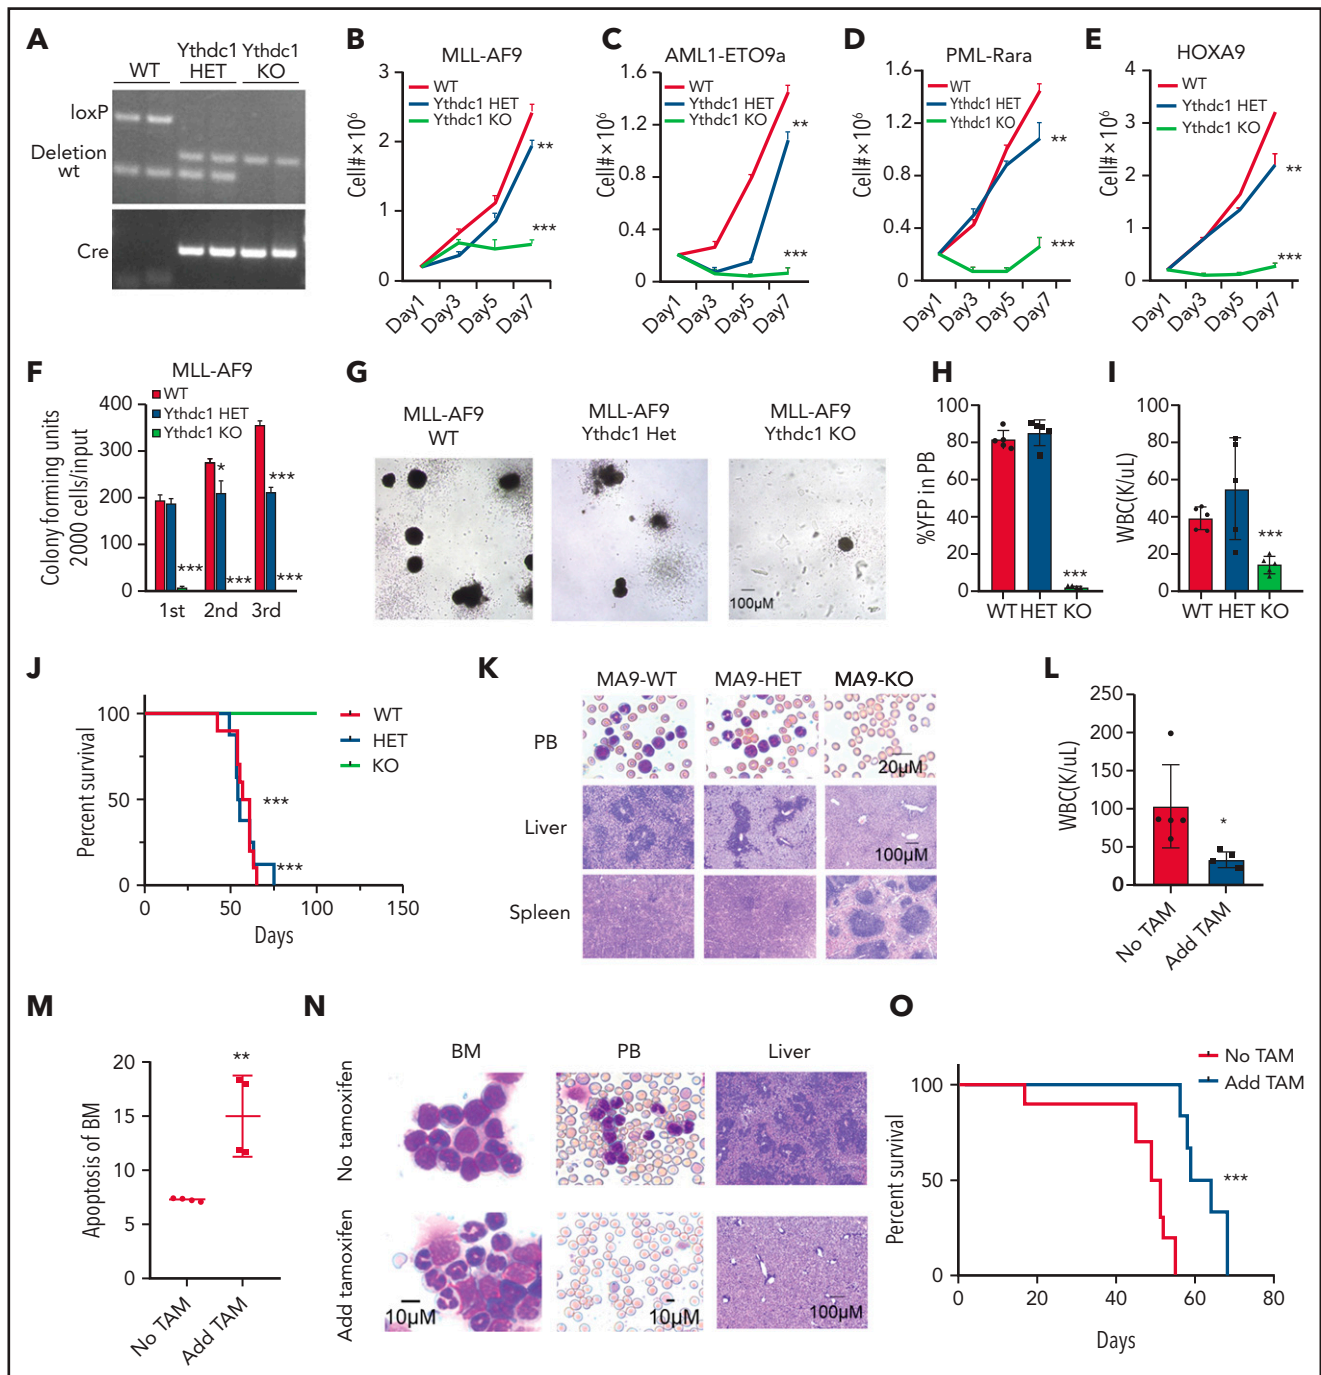 A
WT
Ythdc1
HET
Ythdc1
KO
loxP
Deletion
wt
Cre
B
MLL-AF9
WT
Ythdc1 HET
Ythdc1 KO
Cell# × 10⁶
3
2
1
0
**
***
Day1
Day3
Day5
Day7
C
AML1-ETO9a
WT
Ythdc1 HET
Ythdc1 KO
Cell# × 10⁶
1.6
1.2
0.8
0.4
0
**
***
Day1
Day3
Day5
Day7
D
PML-Rara
WT
Ythdc1 HET
Ythdc1 KO
Cell# × 10⁶
1.6
1.2
0.8
0.4
0
**
***
Day1
Day3
Day5
Day7
E
HOXA9
WT
Ythdc1 HET
Ythdc1 KO
Cell# × 10⁶
4
3
2
1
0
**
***
Day1
Day3
Day5
Day7
F
MLL-AF9
WT
Ythdc1 HET
Ythdc1 KO
Colony forming units
2000 cells/input
400
300
200
100
0
***
*
***
***
***
1st
2nd
3rd
G
MLL-AF9
WT
MLL-AF9
Ythdc1 Het
MLL-AF9
Ythdc1 KO
100µM
H
%YFP in PB
100
80
60
40
20
0
***
WT HET KO
I
WBC(K/uL)
100
80
60
40
20
0
***
WT HET KO
J
Percent survival
100
50
0
WT
HET
KO
***
***
0
50
100
150
Days
K
MA9-WT
MA9-HET
MA9-KO
PB
20µM
Liver
100µM
Spleen
L
WBC(K/uL)
250
200
150
100
50
0
*
No TAM
Add TAM
M
Apoptosis of BM
20
15
10
5
0
**
No TAM
Add TAM
N
BM
PB
Liver
No tamoxifen
Add tamoxifen
10µM
10µM
100µM
O
No TAM
Add TAM
Percent survival
100
50
0
***
0
20
40
60
80
Days